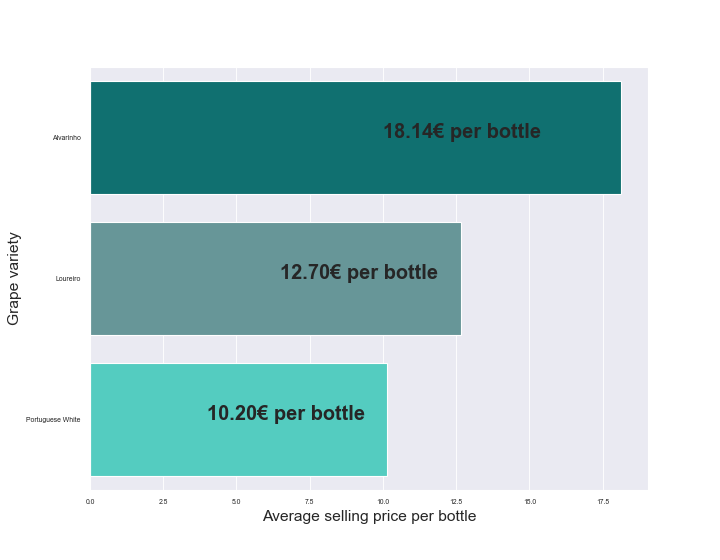 Alvarinho
18.14€ per bottle
Loureiro
12.70€ per bottle
Portuguese White
10.20€ per bottle
Grape variety
0.0 2.5 5.0 7.5 10.0 12.5 15.0 17.5
Average selling price per bottle